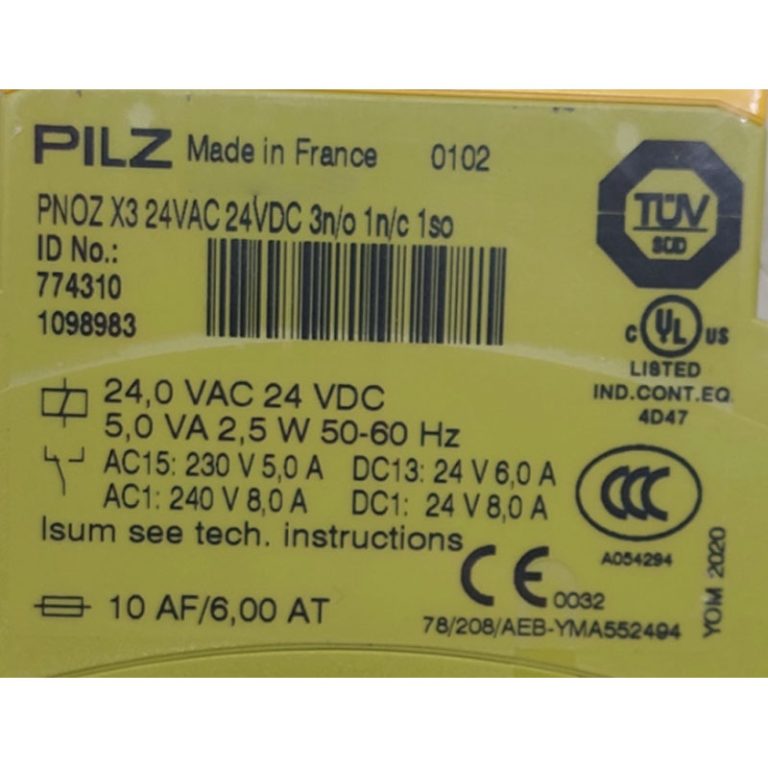 PILZ Made in France 0102
PNOZ X3 24VAC 24VDC 3n/o 1n/c 1so
ID No.:
774310
1098983
TÜV
SÜD
C UL US
LISTED
IND.CONT.EQ
4D47
24,0 VAC 24 VDC
5,0 VA 2,5 W 50-60 Hz
AC15: 230 V 5,0 A DC13: 24 V 6,0 A
AC1: 240 V 8,0 A DC1: 24 V 8,0 A
Isum see tech. instructions
CCC
A054294
CE 0032
10 AF/6,00 AT
78/208/AEB-YMA552494
YOM 2020